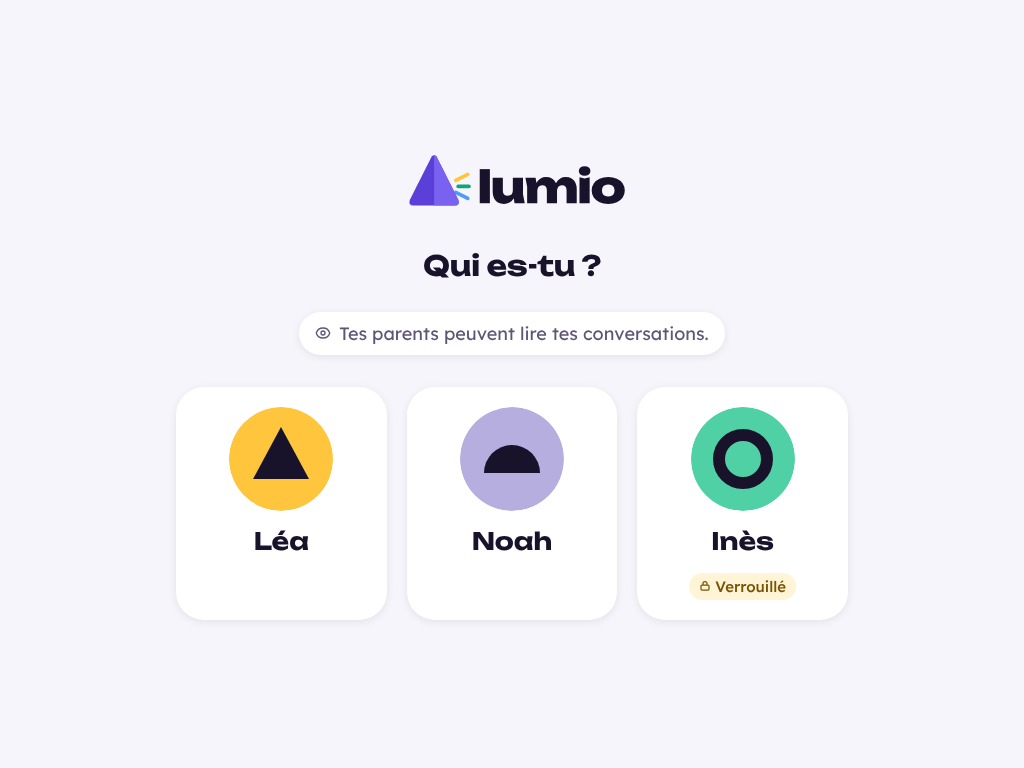 lumio
Qui es-tu ?
Tes parents peuvent lire tes conversations.
Léa
Noah
Inès
Verrouillé